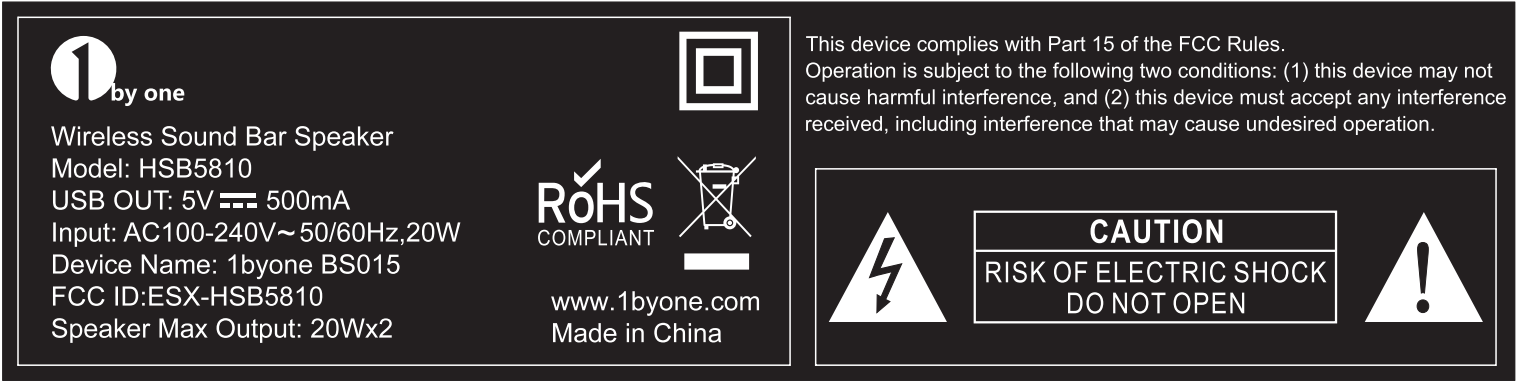 1 by one
Wireless Sound Bar Speaker
Model: HSB5810
USB OUT: 5V ⎓ 500mA
Input: AC100-240V~50/60Hz,20W
Device Name: 1byone BS015
FCC ID:ESX-HSB5810
Speaker Max Output: 20Wx2
RoHS
COMPLIANT
www.1byone.com
Made in China
This device complies with Part 15 of the FCC Rules.
Operation is subject to the following two conditions: (1) this device may not
cause harmful interference, and (2) this device must accept any interference
received, including interference that may cause undesired operation.
CAUTION
RISK OF ELECTRIC SHOCK
DO NOT OPEN